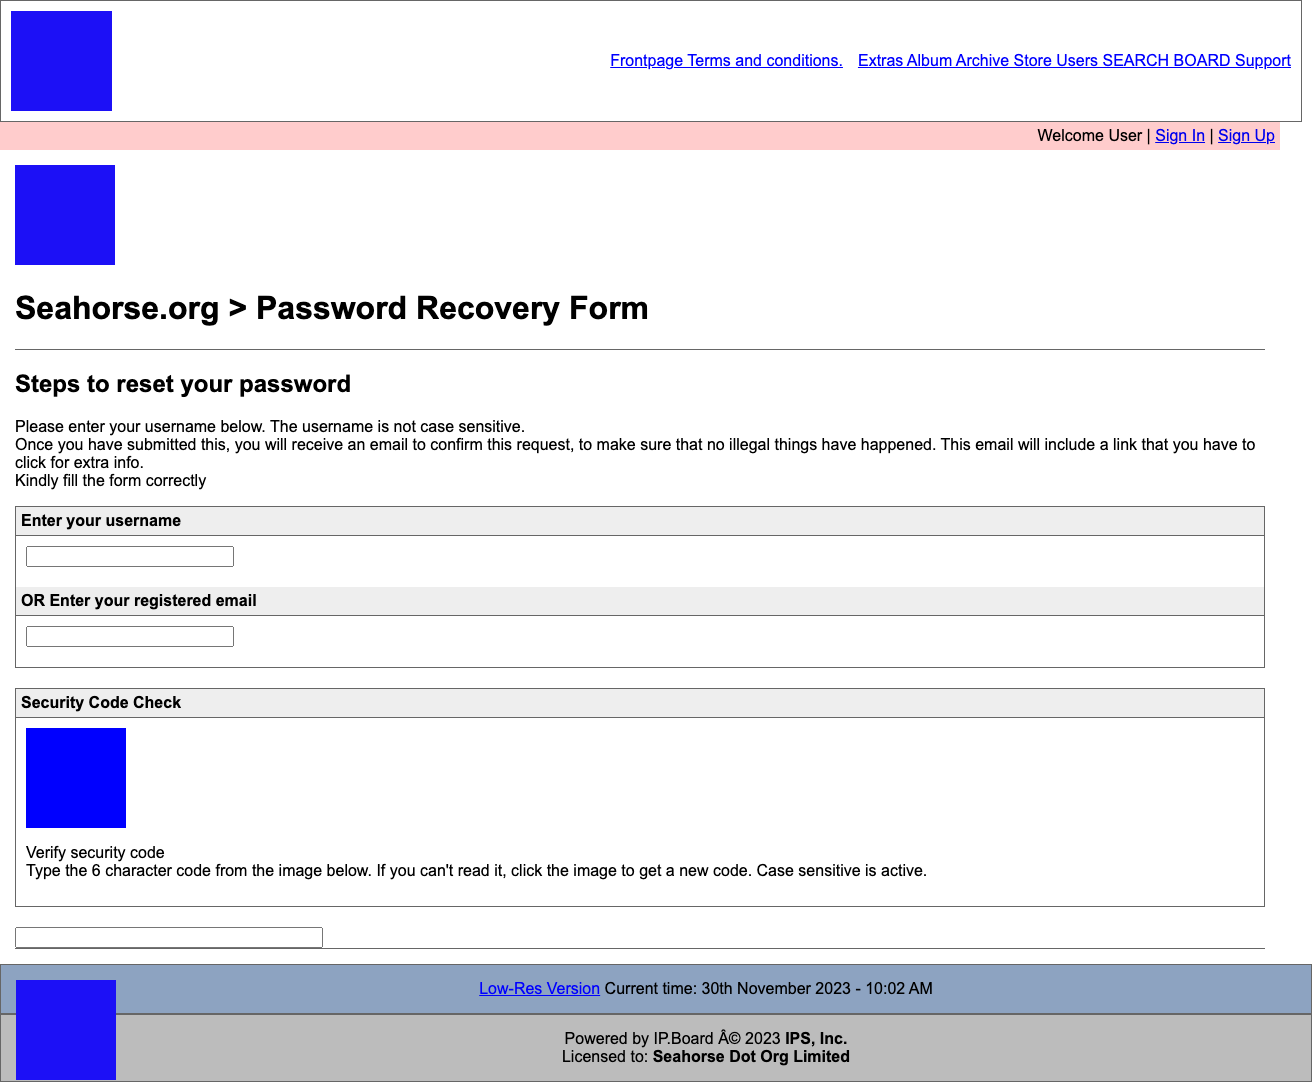 Frontpage Terms and conditions. Extras Album Archive Store Users SEARCH BOARD Support
Welcome User | Sign In | Sign Up
Seahorse.org > Password Recovery Form
Steps to reset your password
Please enter your username below. The username is not case sensitive.
Once you have submitted this, you will receive an email to confirm this request, to make sure that no illegal things have happened. This email will include a link that you have to
click for extra info.
Kindly fill the form correctly
Enter your username
OR Enter your registered email
Security Code Check
Verify security code
Type the 6 character code from the image below. If you can't read it, click the image to get a new code. Case sensitive is active.
Low-Res Version Current time: 30th November 2023 - 10:02 AM
Powered by IP.Board Â© 2023 IPS, Inc.
Licensed to: Seahorse Dot Org Limited